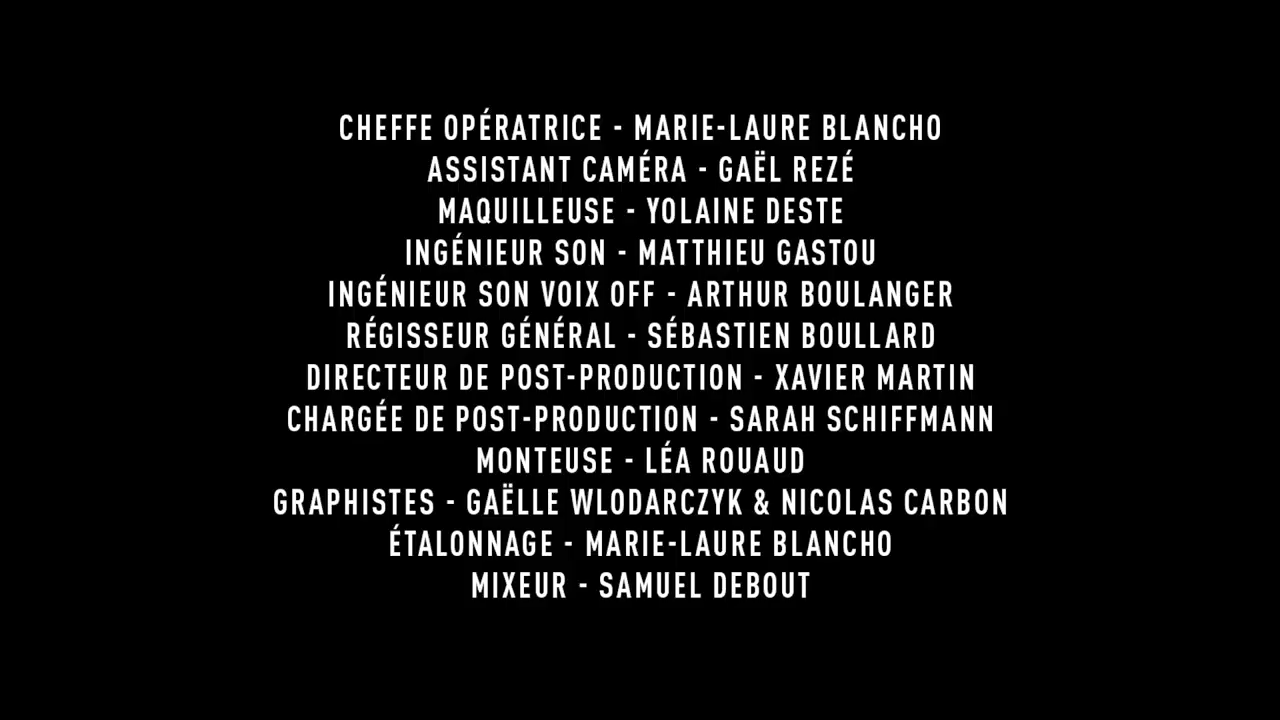 CHEFFE OPÉRATRICE - MARIE-LAURE BLANCHO
ASSISTANT CAMÉRA - GAËL REZÉ
MAQUILLEUSE - YOLAINE DESTE
INGÉNIEUR SON - MATTHIEU GASTOU
INGÉNIEUR SON VOIX OFF - ARTHUR BOULANGER
RÉGISSEUR GÉNÉRAL - SÉBASTIEN BOULLARD
DIRECTEUR DE POST-PRODUCTION - XAVIER MARTIN
CHARGÉE DE POST-PRODUCTION - SARAH SCHIFFMANN
MONTEUSE - LÉA ROUAUD
GRAPHISTES - GAËLLE WLODARCZYK & NICOLAS CARBON
ÉTALONNAGE - MARIE-LAURE BLANCHO
MIXEUR - SAMUEL DEBOUT